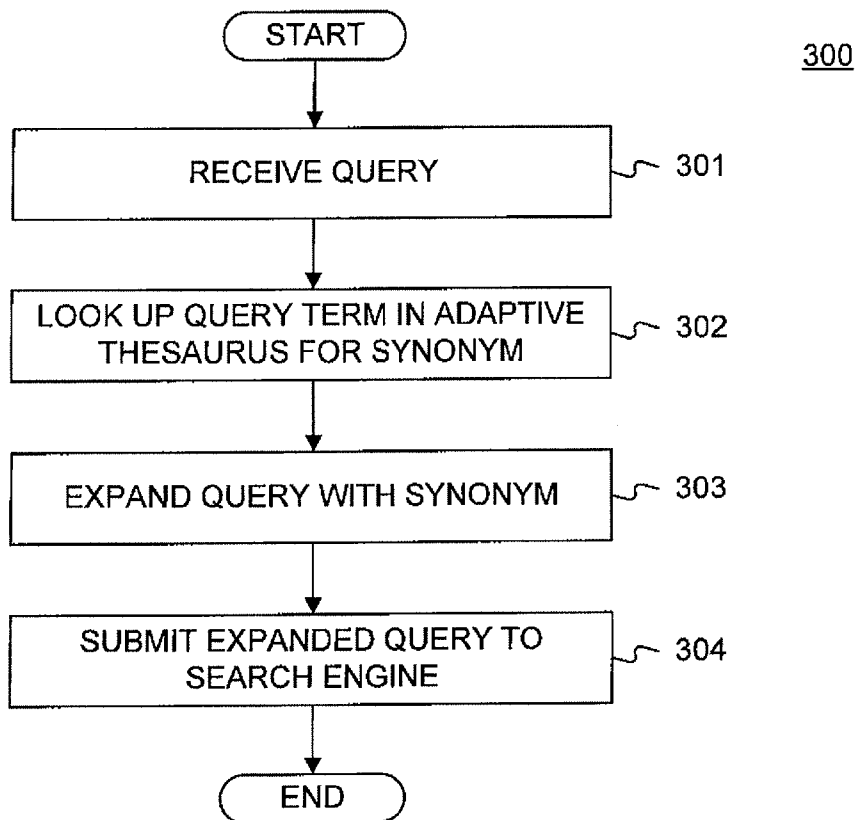 START
300
RECEIVE QUERY
301
LOOK UP QUERY TERM IN ADAPTIVE
THESAURUS FOR SYNONYM
302
EXPAND QUERY WITH SYNONYM
303
SUBMIT EXPANDED QUERY TO
SEARCH ENGINE
304
END